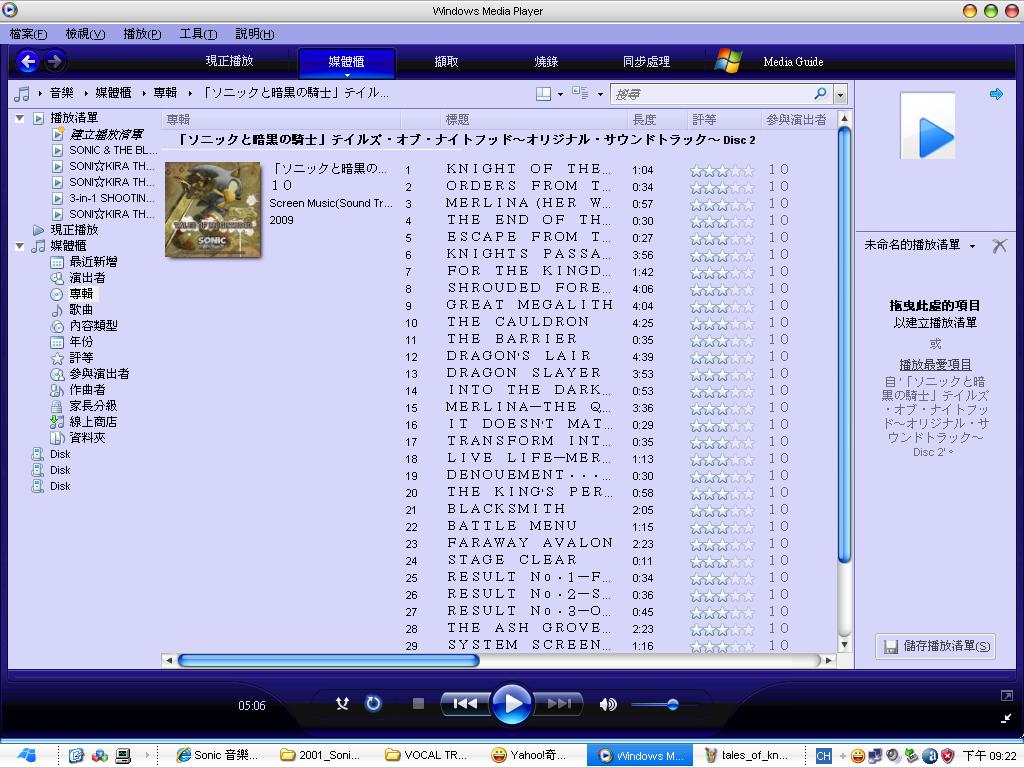 Windows Media Player
檔案(F) 檢視(V) 播放(P) 工具(T) 說明(H)
現正播放 媒體櫃 擷取 燒錄 同步處理 Media Guide
音樂 媒體櫃 專輯 「ソニックと暗黒の騎士」テイル...
搜尋
播放清單
建立播放清單
SONIC & THE BL...
SONI☆KIRA TH...
SONI☆KIRA TH...
3-in-1 SHOOTIN...
SONI☆KIRA TH...
現正播放
媒體櫃
最近新增
演出者
專輯
歌曲
內容類型
年份
評等
參與演出者
作曲者
家長分級
線上商店
資料夾
Disk
Disk
Disk
專輯 標題 長度 評等 參與演出者
「ソニックと暗黒の騎士」テイルズ・オブ・ナイトフッド～オリジナル・サウンドトラック～ Disc 2
TALES OF KNIGHTHOOD
SONIC
「ソニックと暗黒の...
１０
Screen Music(Sound Tr...
2009
1 KNIGHT OF THE... 1:04 １０
2 ORDERS FROM T... 0:34 １０
3 MERLINA (HER W... 0:57 １０
4 THE END OF TH... 0:30 １０
5 ESCAPE FROM T... 0:27 １０
6 KNIGHTS PASSA... 3:56 １０
7 FOR THE KINGD... 1:42 １０
8 SHROUDED FORE... 4:06 １０
9 GREAT MEGALITH 4:04 １０
10 THE CAULDRON 4:25 １０
11 THE BARRIER 0:35 １０
12 DRAGON'S LAIR 4:39 １０
13 DRAGON SLAYER 3:53 １０
14 INTO THE DARK... 0:53 １０
15 MERLINA―THE Q... 3:36 １０
16 IT DOESN'T MAT... 0:29 １０
17 TRANSFORM INT... 0:35 １０
18 LIVE LIFE―MER... 1:13 １０
19 DENOUEMENT・・・... 0:30 １０
20 THE KING'S PER... 0:58 １０
21 BLACKSMITH 2:05 １０
22 BATTLE MENU 1:15 １０
23 FARAWAY AVALON 2:23 １０
24 STAGE CLEAR 0:11 １０
25 RESULT No.1―F... 0:34 １０
26 RESULT No.2―S... 0:36 １０
27 RESULT No.3―O... 0:45 １０
28 THE ASH GROVE... 2:23 １０
29 SYSTEM SCREEN... 1:16 １０
未命名的播放清單
拖曳此處的項目
以建立播放清單
或
播放最愛項目
自 '「ソニックと暗
黒の騎士」テイルズ
・オブ・ナイトフッ
ド～オリジナル・サ
ウンドトラック～
Disc 2'。
儲存播放清單(S)
05:06
Sonic 音樂... 2001_Soni... VOCAL TR... Yahoo!奇... Windows M... tales_of_kn... CH 下午 09:22